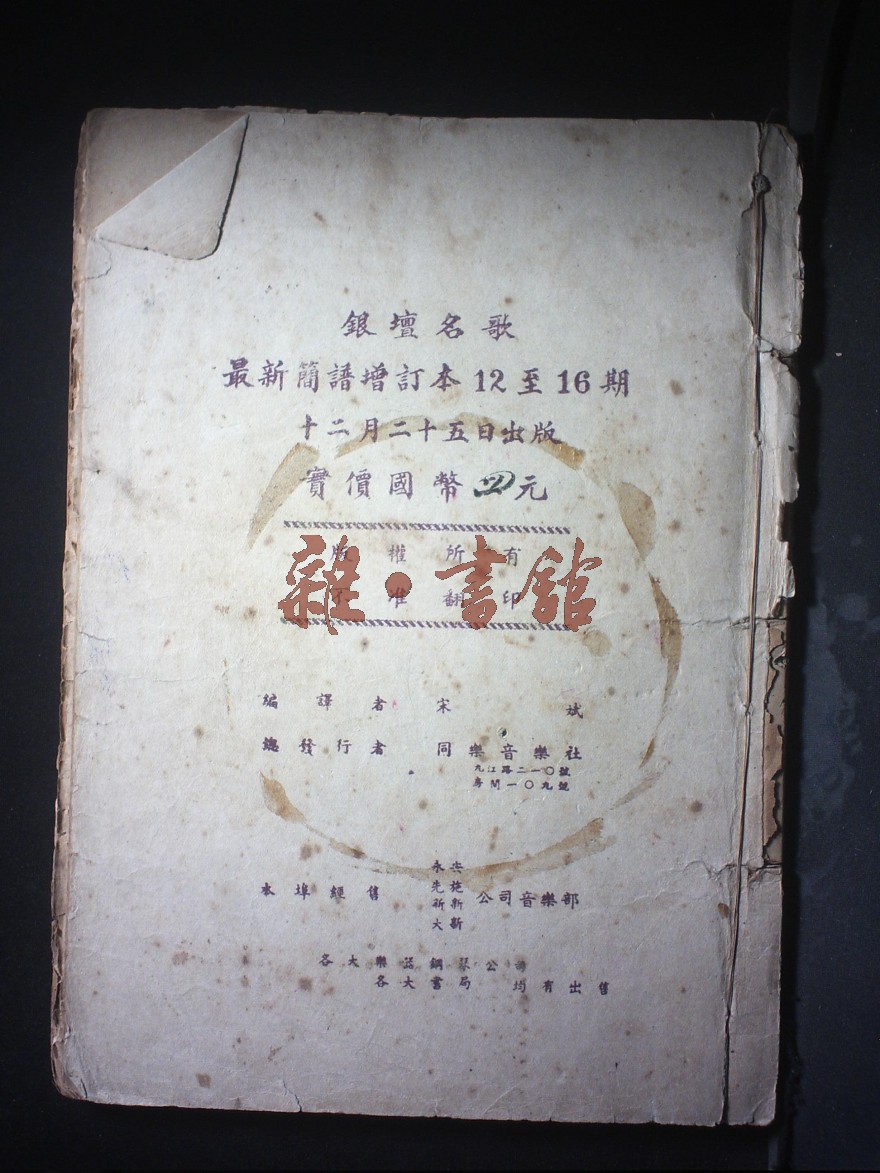 銀壇名歌
最新簡譜增訂本12至16期
十二月二十五日出版
實價國幣四元
版權所有
不准翻印
雜·書舘
編譯者 宋斌
總發行者 同樂音樂社
九江路二一〇號
房間一〇九號
本埠經售
永安
先施
新新
大新
公司音樂部
各大樂器鋼琴公司
各大書局 均有出售